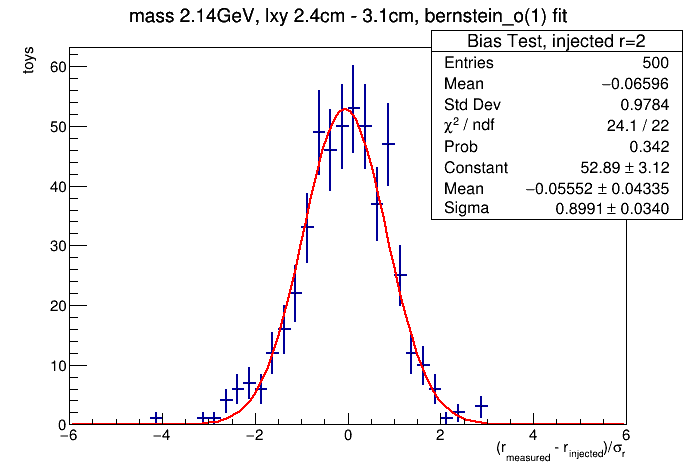 mass 2.14GeV, lxy 2.4cm - 3.1cm, bernstein_o(1) fit
Bias Test, injected r=2
Entries 500
Mean −0.06596
Std Dev 0.9784
χ² / ndf 24.1 / 22
Prob 0.342
Constant 52.89 ± 3.12
Mean −0.05552 ± 0.04335
Sigma 0.8991 ± 0.0340
toys
60
50
40
30
20
10
0
−6 −4 −2 0 2 4 6
(r_measured - r_injected)/σ_r